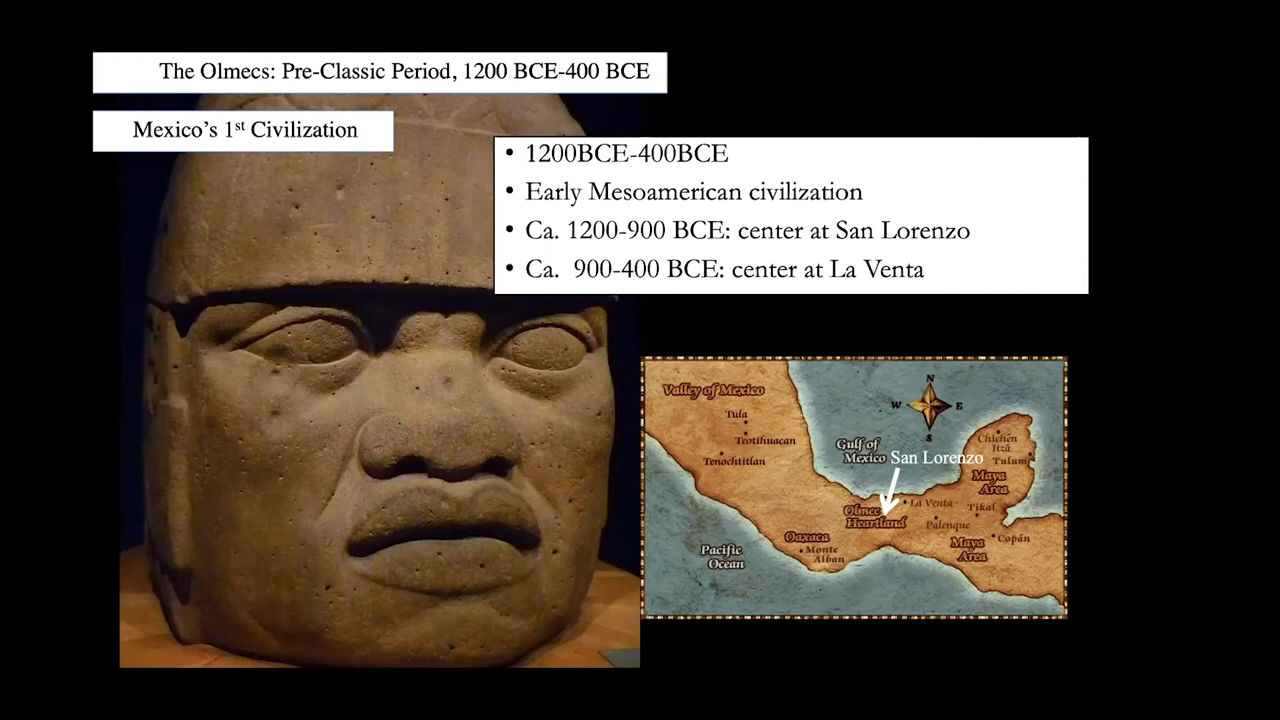 The Olmecs: Pre-Classic Period, 1200 BCE-400 BCE
Mexico's 1st Civilization
• 1200BCE-400BCE
• Early Mesoamerican civilization
• Ca. 1200-900 BCE: center at San Lorenzo
• Ca.  900-400 BCE: center at La Venta
Valley of Mexico
Tula
Teotihuacan
Tenochtitlan
Gulf of
Mexico
San Lorenzo
N
W
E
S
Chichén
Itzá
Tulum
Maya
Area
Olmec
Heartland
La Venta
Tikal
Palenque
Oaxaca
Monte
Alban
Maya
Area
Copán
Pacific
Ocean